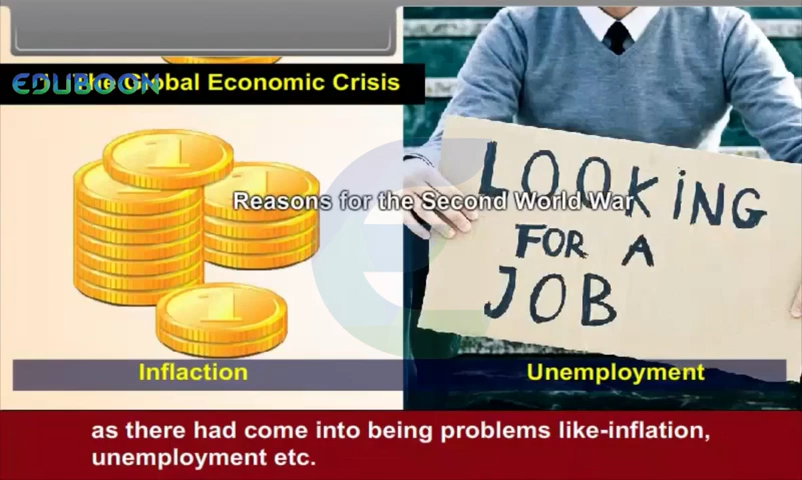 EDUBOON
The Global Economic Crisis
Reasons for the Second World War
LOOKING
FOR A
JOB
Inflaction
Unemployment
as there had come into being problems like-inflation,
unemployment etc.